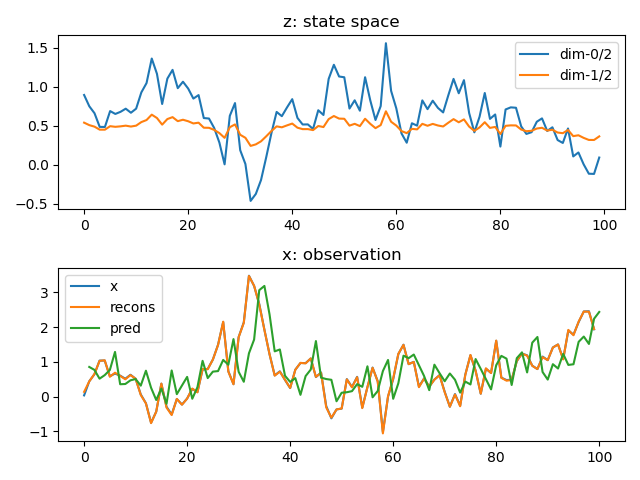 z: state space
1.5
1.0
0.5
0.0
−0.5
dim-0/2
dim-1/2
0 20 40 60 80 100
x: observation
3
2
1
0
−1
x
recons
pred
0 20 40 60 80 100